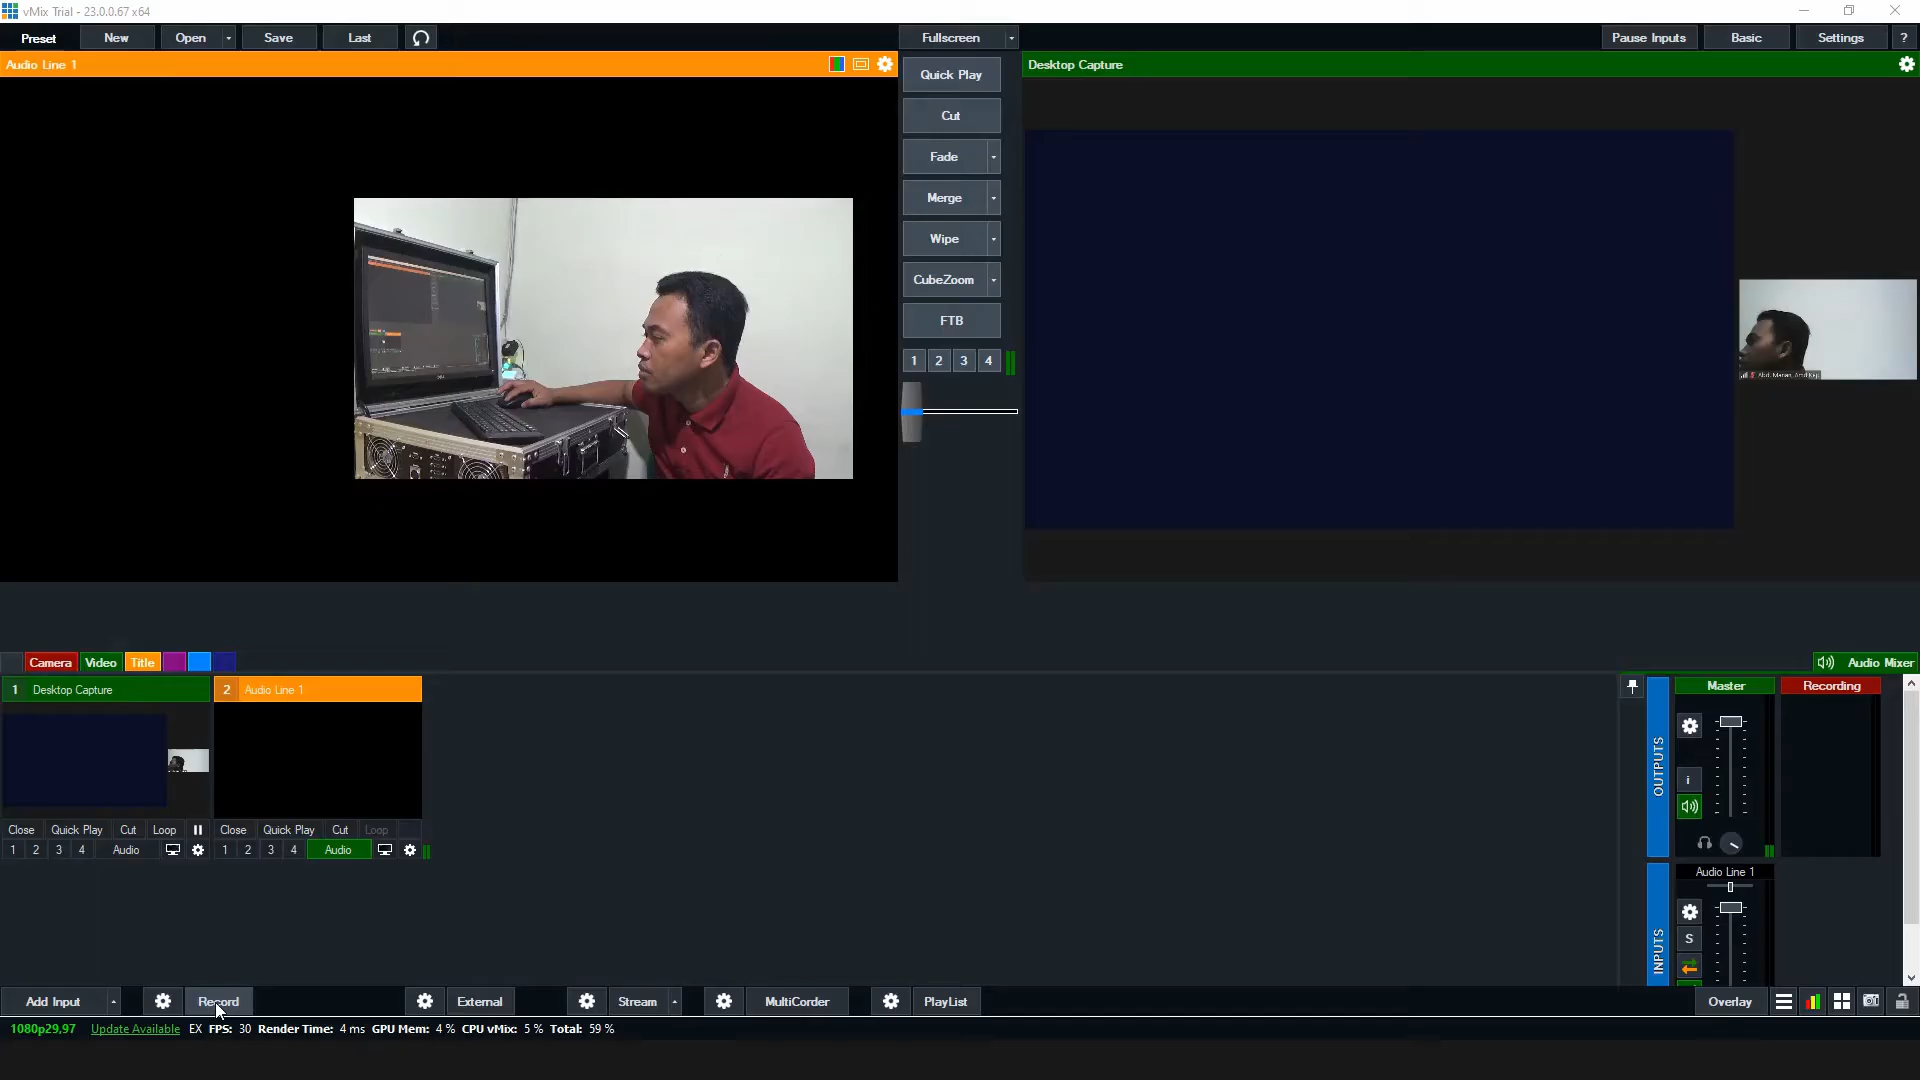 vMix Trial - 23.0.0.67 x64
Preset New Open Save Last Fullscreen Pause Inputs Basic Settings ?
Audio Line 1
Quick Play
Desktop Capture
Cut
Fade
Merge
Wipe
CubeZoom
FTB
1 2 3 4
Camera Video Title
Audio Mixer
1 Desktop Capture
2 Audio Line 1
Close Quick Play Cut Loop
1 2 3 4 Audio
Close Quick Play Cut Loop
1 2 3 4 Audio
OUTPUTS
Master
Recording
i
INPUTS
Audio Line 1
S
Add Input Record External Stream MultiCorder PlayList Overlay
1080p29,97 Update Available EX FPS: 30 Render Time: 4 ms GPU Mem: 4 % CPU vMix: 5 % Total: 59 %